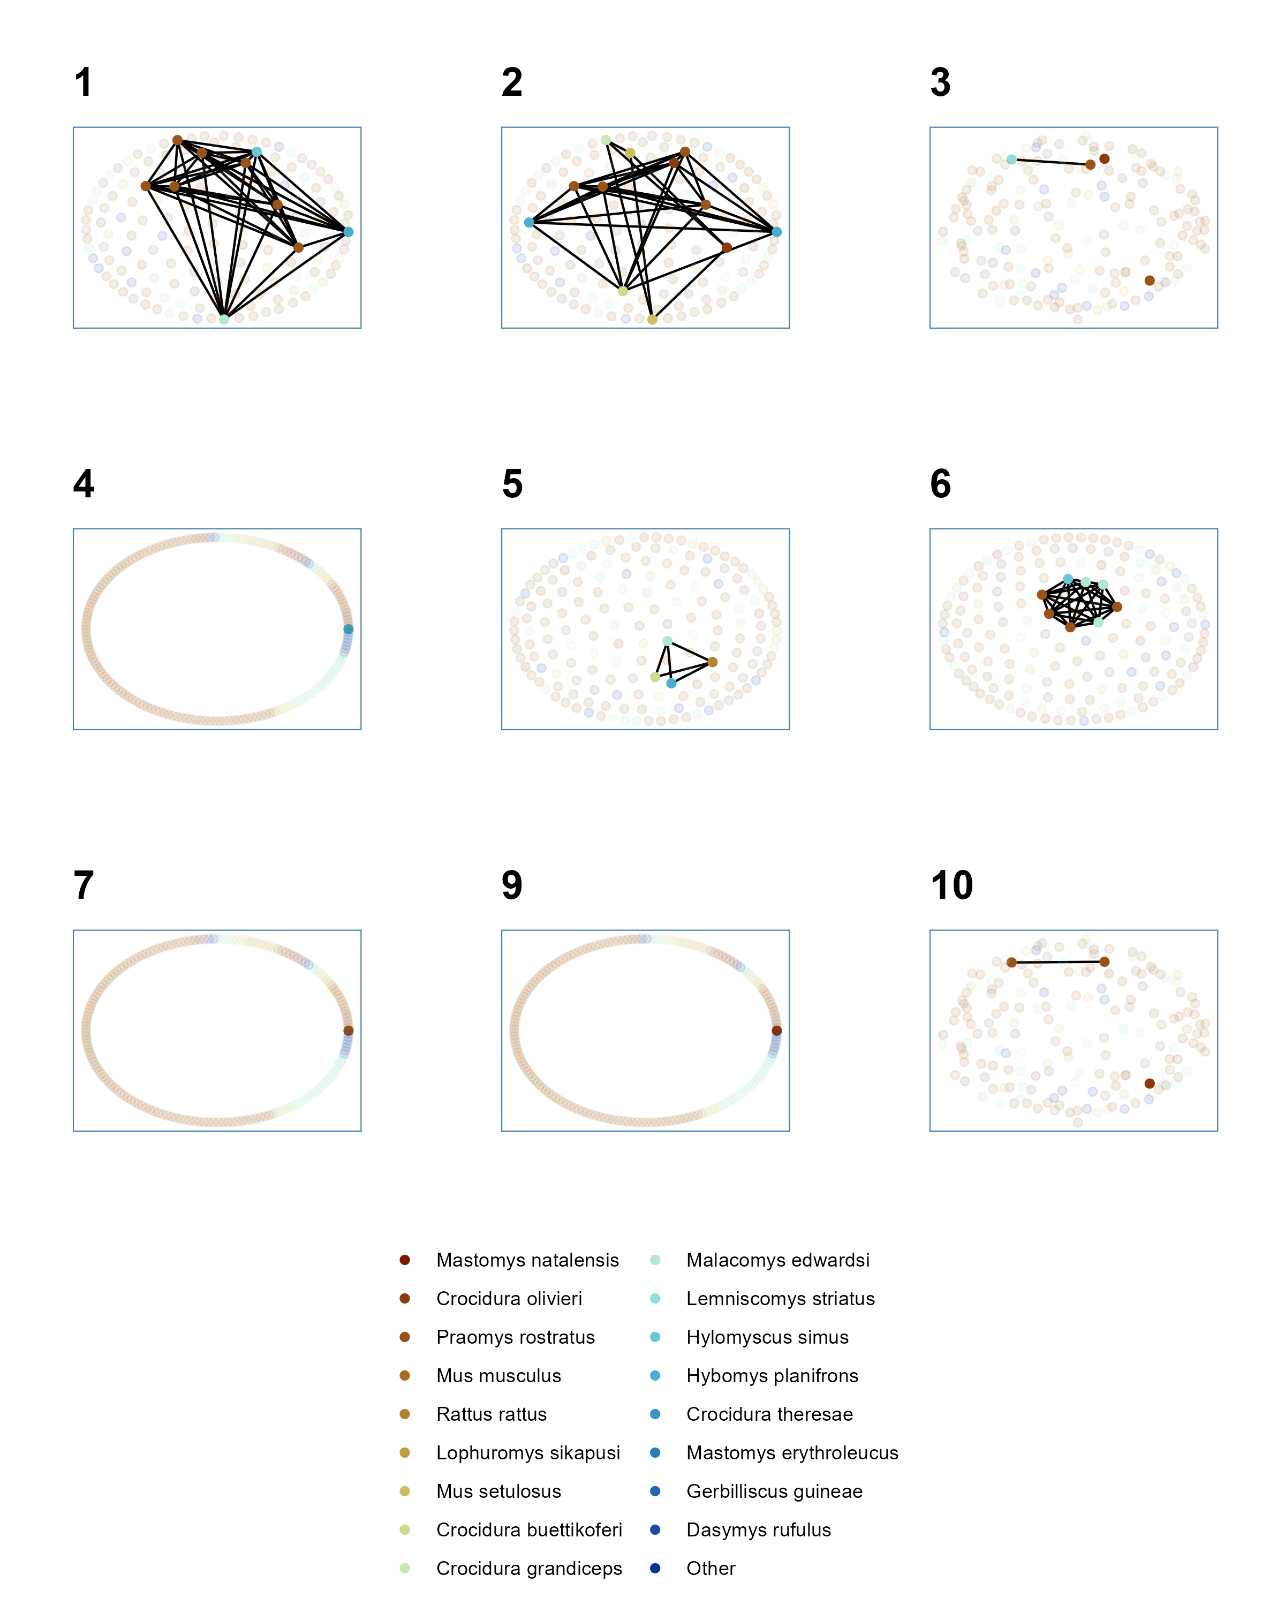 1
2
3
4
5
6
7
9
10
Mastomys natalensis
Crocidura olivieri
Praomys rostratus
Mus musculus
Rattus rattus
Lophuromys sikapusi
Mus setulosus
Crocidura buettikoferi
Crocidura grandiceps
Malacomys edwardsi
Lemniscomys striatus
Hylomyscus simus
Hybomys planifrons
Crocidura theresae
Mastomys erythroleucus
Gerbilliscus guineae
Dasymys rufulus
Other